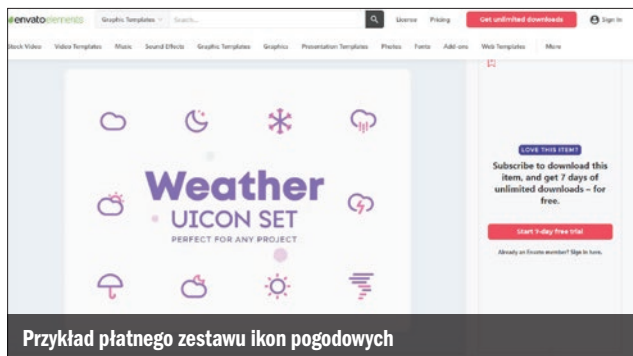 envato elements Graphic Templates Search... License Pricing Get unlimited downloads Sign In
Stock Video Video Templates Music Sound Effects Graphic Templates Graphics Presentation Templates Photos Fonts Add-ons Web Templates More
LOVE THIS ITEM?
Subscribe to download this
item, and get 7 days of
unlimited downloads – for
free.
Start 7-day free trial
Already an Envato member? Sign in here.
Weather
UICON SET
PERFECT FOR ANY PROJECT
Przykład płatnego zestawu ikon pogodowych